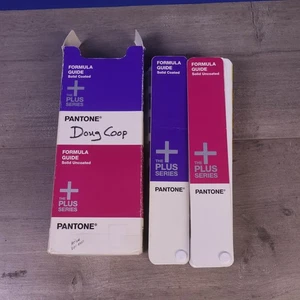 FORMULA
GUIDE
Solid Coated
THE
PLUS
SERIES
PANTONE®
Doug Coop
FORMULA
GUIDE
Solid Uncoated
THE
PLUS
SERIES
PANTONE®
FORMULA
GUIDE
Solid Coated
THE
PLUS
SERIES
PANTONE®
FORMULA
GUIDE
Solid Uncoated
THE
PLUS
SERIES
PANTONE®